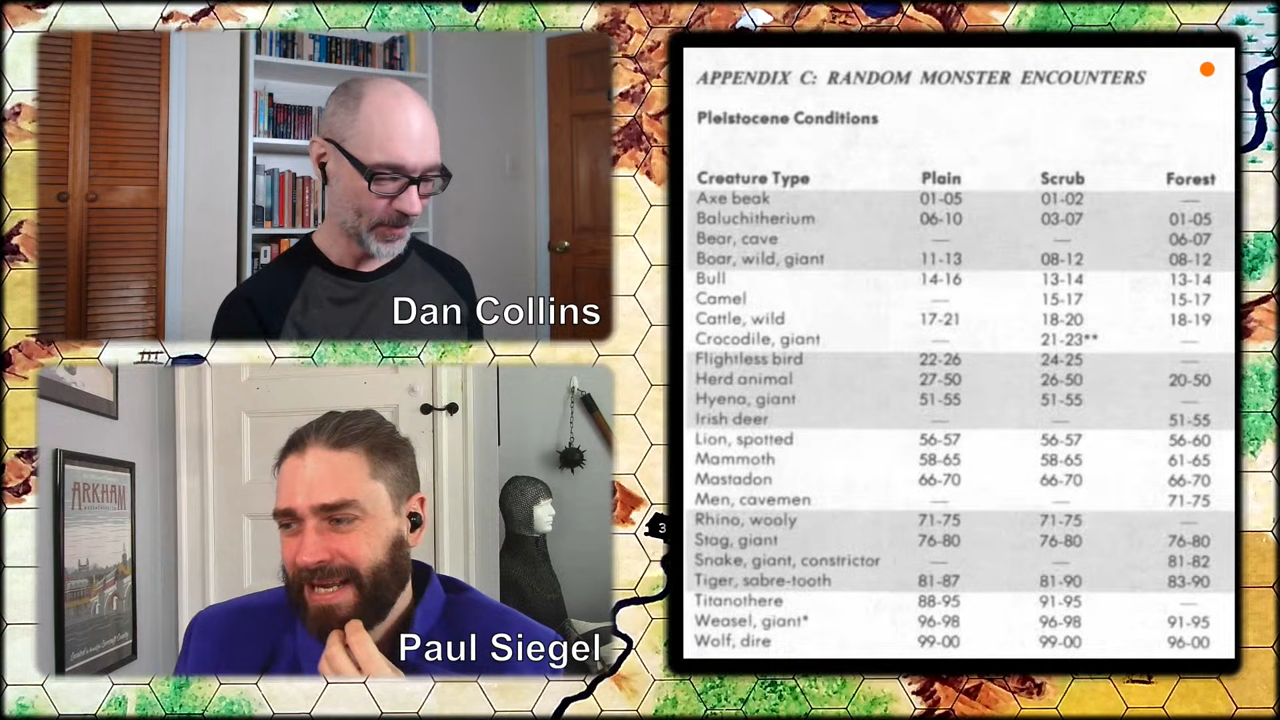 Dan Collins
ARKHAM
Paul Siegel
3
APPENDIX C: RANDOM MONSTER ENCOUNTERS
Pleistocene Conditions
Creature Type Plain Scrub Forest
Axe beak 01-05 01-02 —
Baluchitherium 06-10 03-07 01-05
Bear, cave — — 06-07
Boar, wild, giant 11-13 08-12 08-12
Bull 14-16 13-14 13-14
Camel — 15-17 15-17
Cattle, wild 17-21 18-20 18-19
Crocodile, giant — 21-23** —
Flightless bird 22-26 24-25 —
Herd animal 27-50 26-50 20-50
Hyena, giant 51-55 51-55 —
Irish deer — — 51-55
Lion, spotted 56-57 56-57 56-60
Mammoth 58-65 58-65 61-65
Mastadon 66-70 66-70 66-70
Men, cavemen — — 71-75
Rhino, wooly 71-75 71-75 —
Stag, giant 76-80 76-80 76-80
Snake, giant, constrictor — — 81-82
Tiger, sabre-tooth 81-87 81-90 83-90
Titanothere 88-95 91-95 —
Weasel, giant* 96-98 96-98 91-95
Wolf, dire 99-00 99-00 96-00